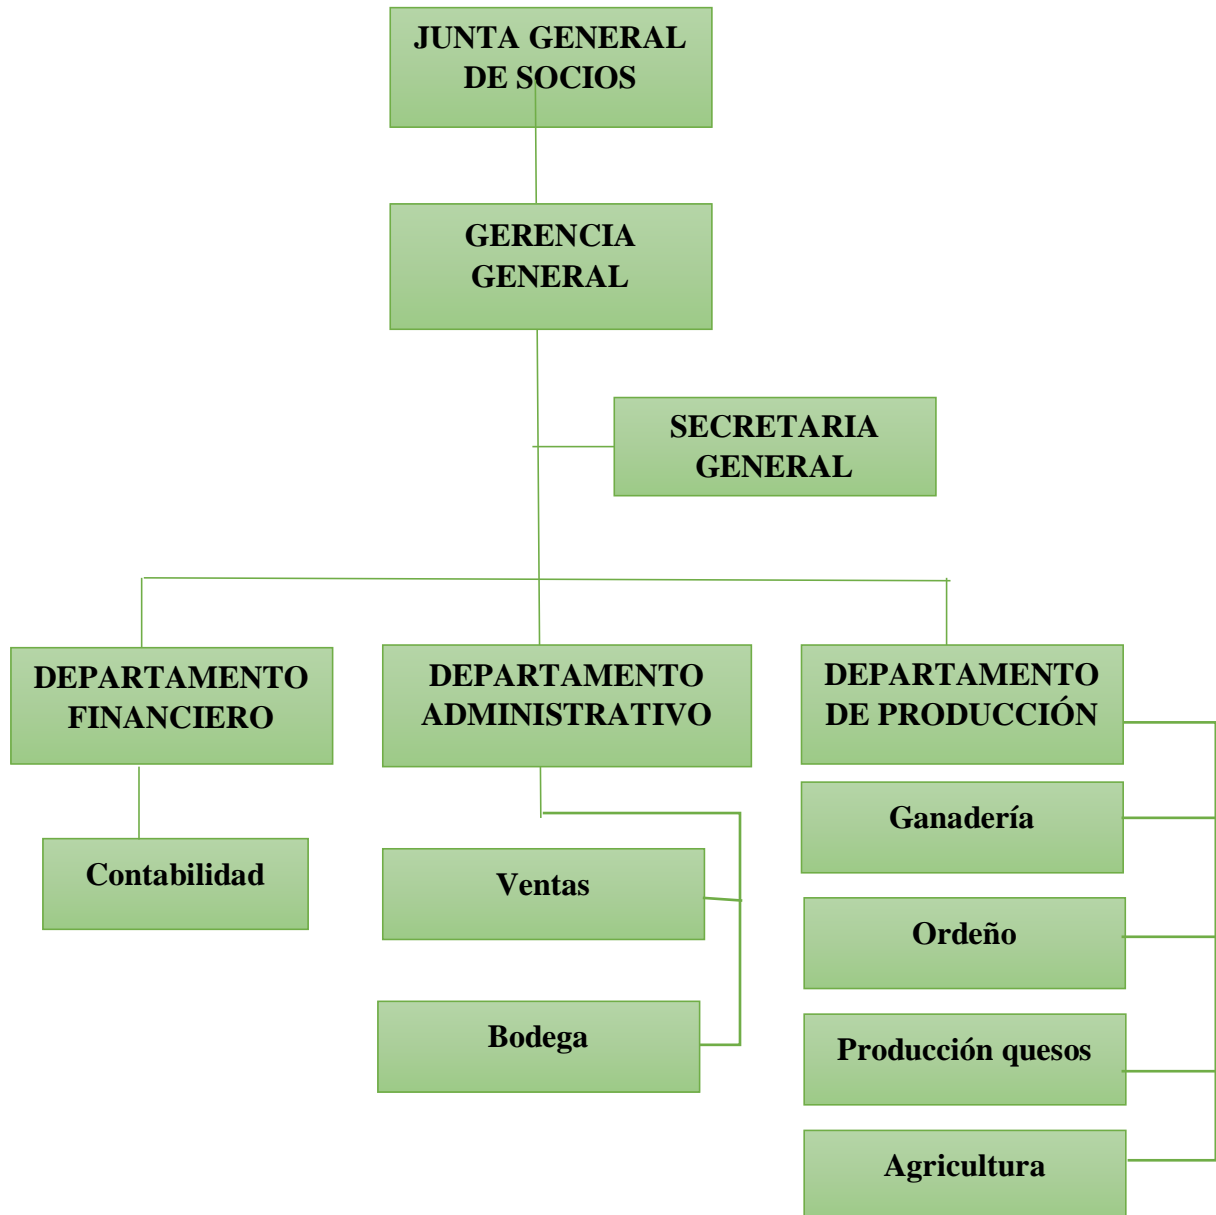 JUNTA GENERAL
DE SOCIOS
GERENCIA
GENERAL
SECRETARIA
GENERAL
DEPARTAMENTO
FINANCIERO
DEPARTAMENTO
ADMINISTRATIVO
DEPARTAMENTO
DE PRODUCCIÓN
Contabilidad
Ventas
Bodega
Ganadería
Ordeño
Producción quesos
Agricultura